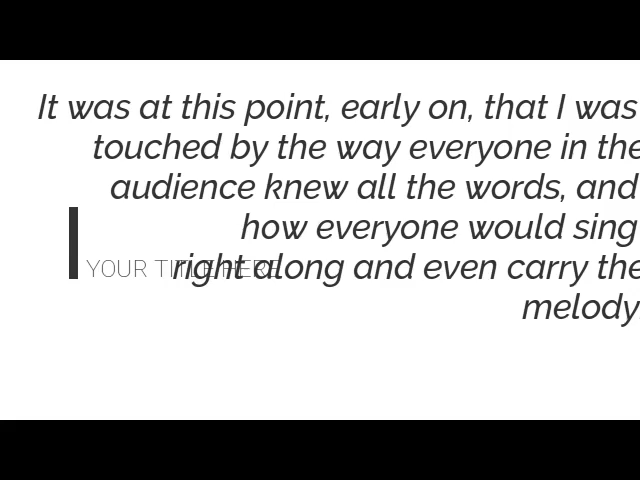 It was at this point, early on, that I was
touched by the way everyone in the
audience knew all the words, and
how everyone would sing
right along and even carry the
melody.
YOUR TITLE HERE